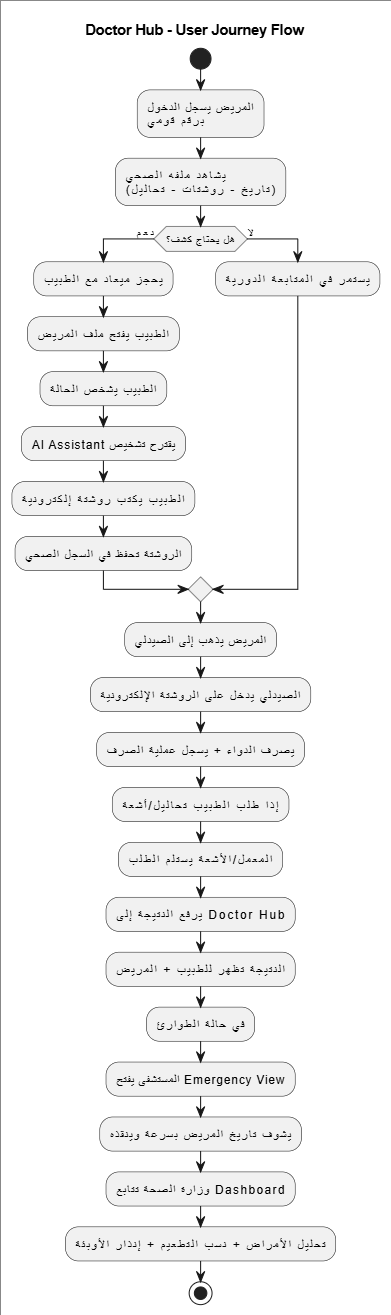 Doctor Hub - User Journey Flow
المريض يسجل الدخول
برقم قومي
يشاهد ملفه الصحي
(تاريخ - روشتات - تحاليل)
هل يحتاج كشف؟
نعم
لا
يحجز ميعاد مع الطبيب
يستمر في المتابعة الدورية
الطبيب يفتح ملف المريض
الطبيب يشخص الحالة
AI Assistant يقترح تشخيص
الطبيب يكتب روشتة إلكترونية
الروشتة تحفظ في السجل الصحي
المريض يذهب إلى الصيدلي
الصيدلي يدخل على الروشتة الإلكترونية
يصرف الدواء + يسجل عملية الصرف
إذا طلب الطبيب تحاليل/أشعة
المعمل/الأشعة يستلم الطلب
يرفع النتيجة إلى Doctor Hub
النتيجة تظهر للطبيب + المريض
في حالة الطوارئ
المستشفى يفتح Emergency View
يشوف تاريخ المريض بسرعة وينقذه
وزارة الصحة تتابع Dashboard
تحليل الأمراض + نسب التطعيم + إنذار الأوبئة